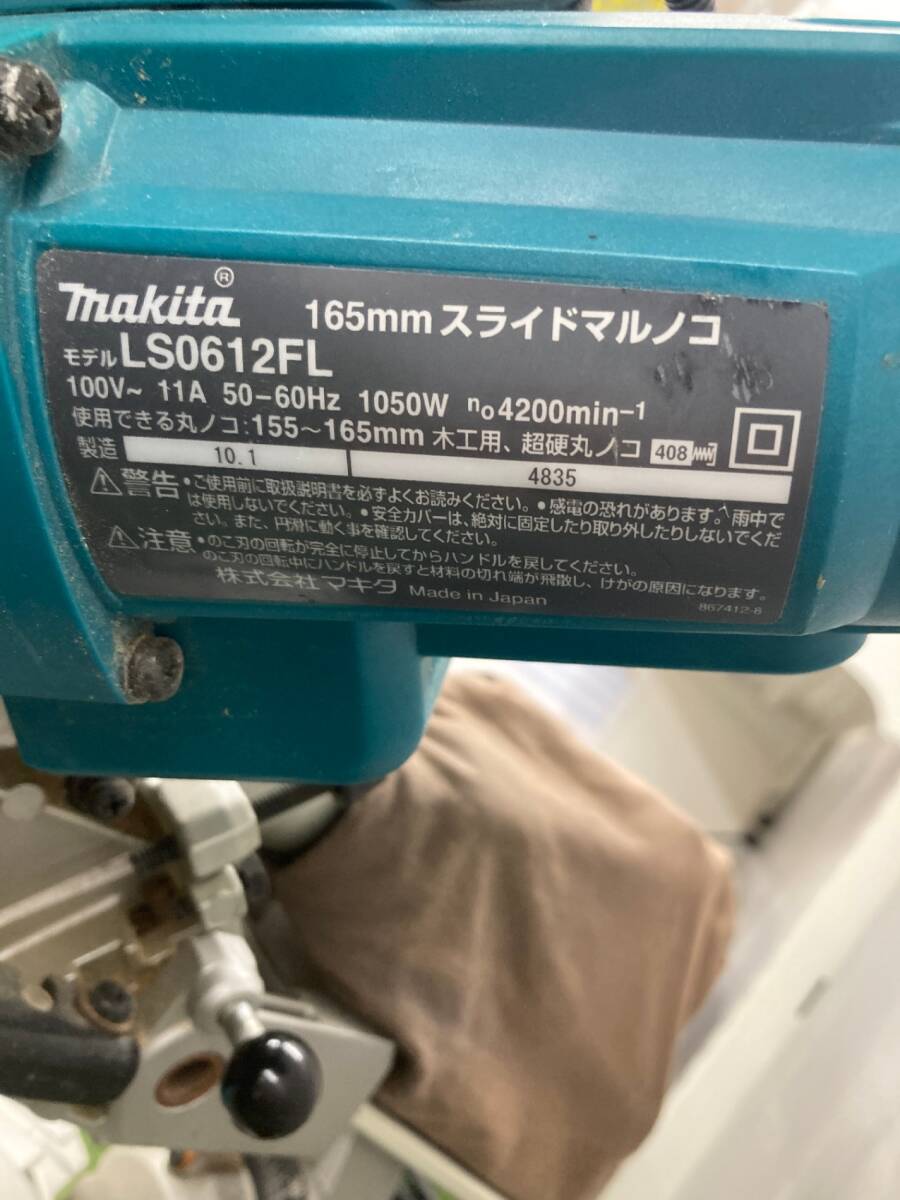 makita® 165mm スライドマルノコ
モデル LS0612FL
100V~ 11A 50-60Hz 1050W n₀4200min⁻¹
使用できる丸ノコ:155~165mm 木工用、超硬丸ノコ 408
製造 10.1 4835
⚠警告・ご使用前に取扱説明書を必ずよくお読みください。・感電の恐れがあります。雨中で
は使用しないでください。・安全カバーは、絶対に固定したり取り外したりしないでくだ
さい。また、円滑に動く事を確認してください。
⚠注意・のこ刃の回転が完全に停止してからハンドルを戻してください。
のこ刃の回転中にハンドルを戻すと材料の切れ端が飛散し、けがの原因になります。
株式会社マキタ Made in Japan 867412-8